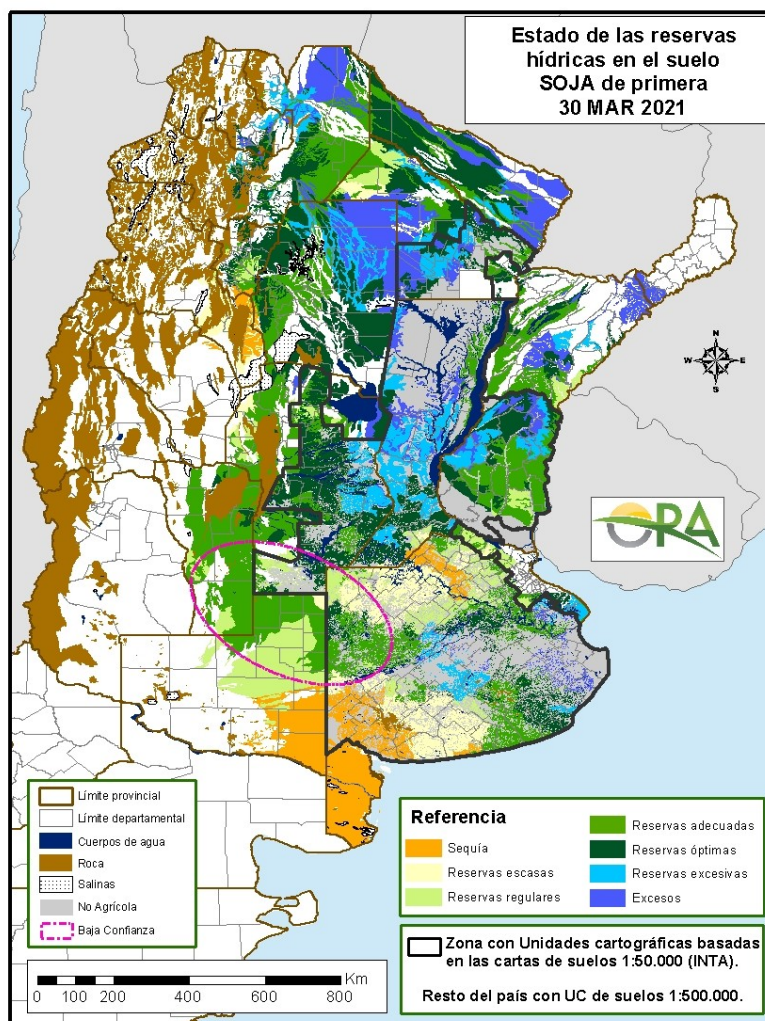 Estado de las reservas
hídricas en el suelo
SOJA de primera
30 MAR 2021
N
W E
S
OPA
Límite provincial
Límite departamental
Cuerpos de agua
Roca
Salinas
No Agrícola
Baja Confianza
Referencia
Sequía
Reservas escasas
Reservas regulares
Reservas adecuadas
Reservas óptimas
Reservas excesivas
Excesos
Km
0 100 200 400 600 800
Zona con Unidades cartográficas basadas
en las cartas de suelos 1:50.000 (INTA).
Resto del país con UC de suelos 1:500.000.